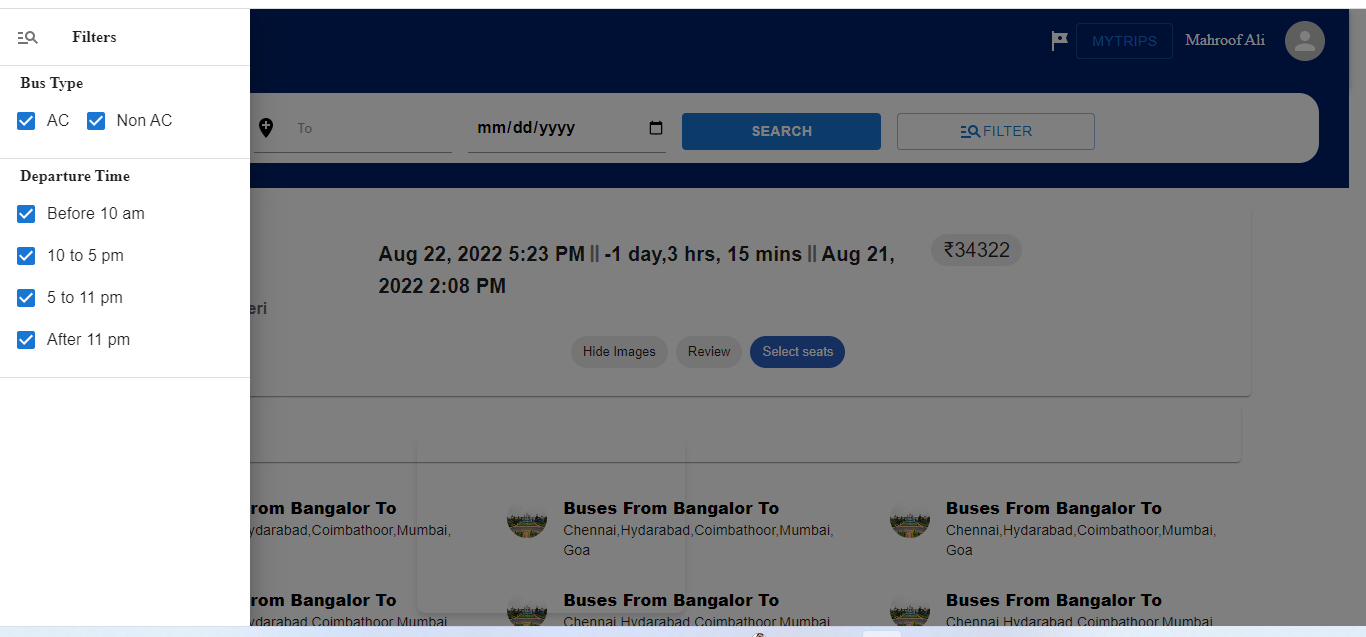 Filters
Bus Type
AC
Non AC
Departure Time
Before 10 am
10 to 5 pm
5 to 11 pm
After 11 pm
MYTRIPS
Mahroof Ali
To
mm/dd/yyyy
SEARCH
FILTER
Aug 22, 2022 5:23 PM || -1 day,3 hrs, 15 mins || Aug 21,
2022 2:08 PM
₹34322
eri
Hide Images
Review
Select seats
rom Bangalor To
ydarabad,Coimbathoor,Mumbai,
Buses From Bangalor To
Chennai,Hydarabad,Coimbathoor,Mumbai,
Goa
Buses From Bangalor To
Chennai,Hydarabad,Coimbathoor,Mumbai,
Goa
rom Bangalor To
ydarabad,Coimbathoor,Mumbai,
Buses From Bangalor To
Chennai,Hydarabad,Coimbathoor,Mumbai,
Buses From Bangalor To
Chennai,Hydarabad,Coimbathoor,Mumbai,